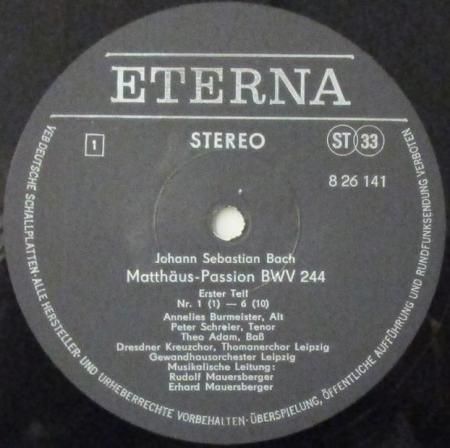 ETERNA
1
STEREO
ST 33
8 26 141
Johann Sebastian Bach
Matthäus-Passion BWV 244
Erster Teil
Nr. 1 (1) — 6 (10)
Annelies Burmeister, Alt
Peter Schreier, Tenor
Theo Adam, Baß
Dresdner Kreuzchor, Thomanerchor Leipzig
Gewandhausorchester Leipzig
Musikalische Leitung:
Rudolf Mauersberger
Erhard Mauersberger
VEB DEUTSCHE SCHALLPLATTEN · ALLE HERSTELLER- UND URHEBERRECHTE VORBEHALTEN · ÜBERSPIELUNG, ÖFFENTLICHE AUFFÜHRUNG UND RUNDFUNKSENDUNG VERBOTEN